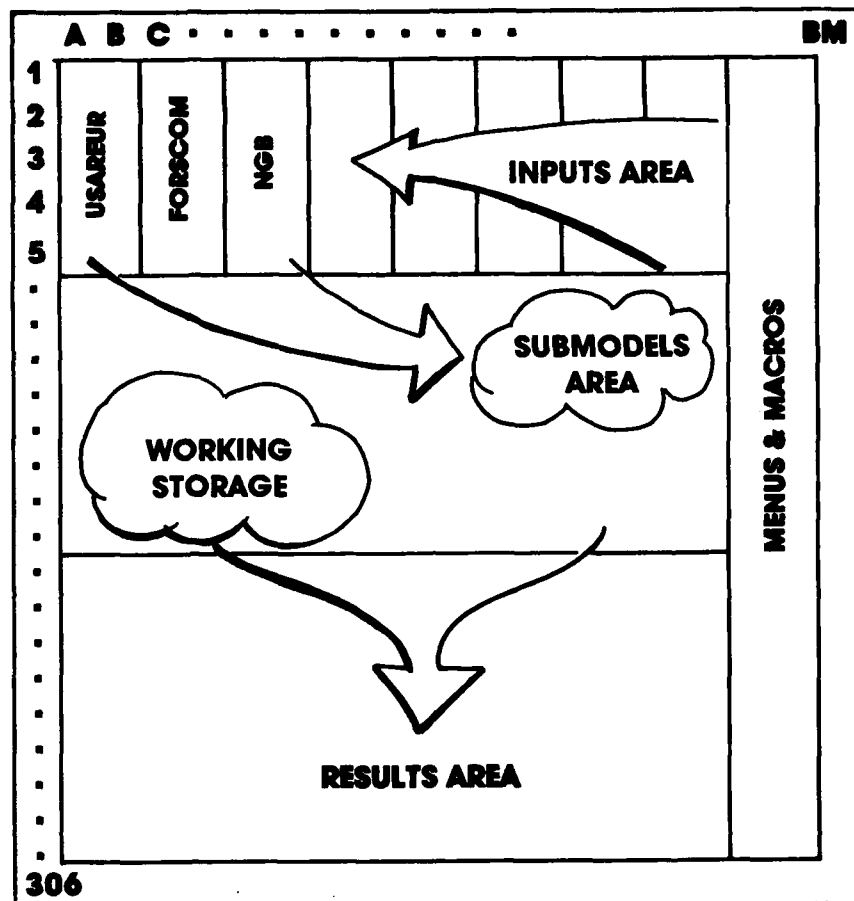 A B C . . . . . . . . . . BM
1
2
3
4
5
USAREUR
FORSCOM
NGB
INPUTS AREA
SUBMODELS
AREA
WORKING
STORAGE
MENUS & MACROS
RESULTS AREA
306